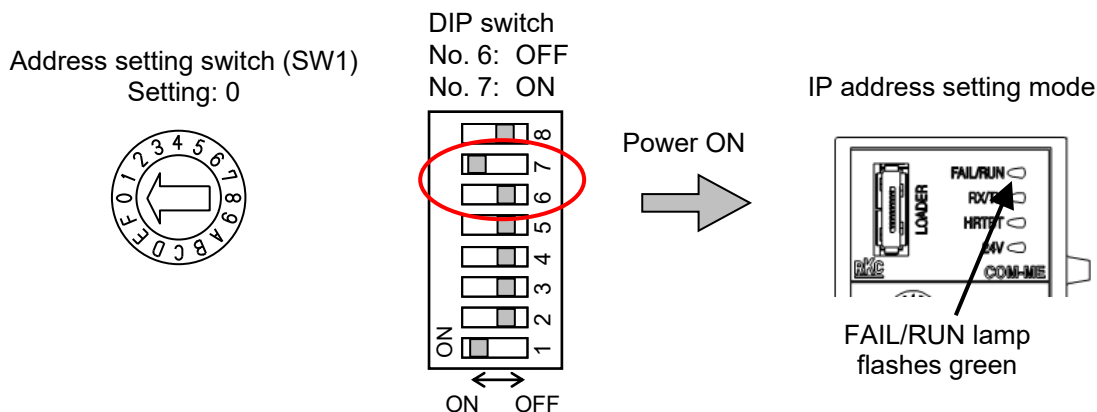 Address setting switch (SW1)
Setting: 0
0 1 2 3 4 5 6 7 8 9 A B C D E F
DIP switch
No. 6: OFF
No. 7: ON
8
7
6
5
4
3
2
1
ON
ON OFF
Power ON
IP address setting mode
LOADER
FAIL/RUN
HRTBT
24V
RKC
COM-ME
FAIL/RUN lamp
flashes green